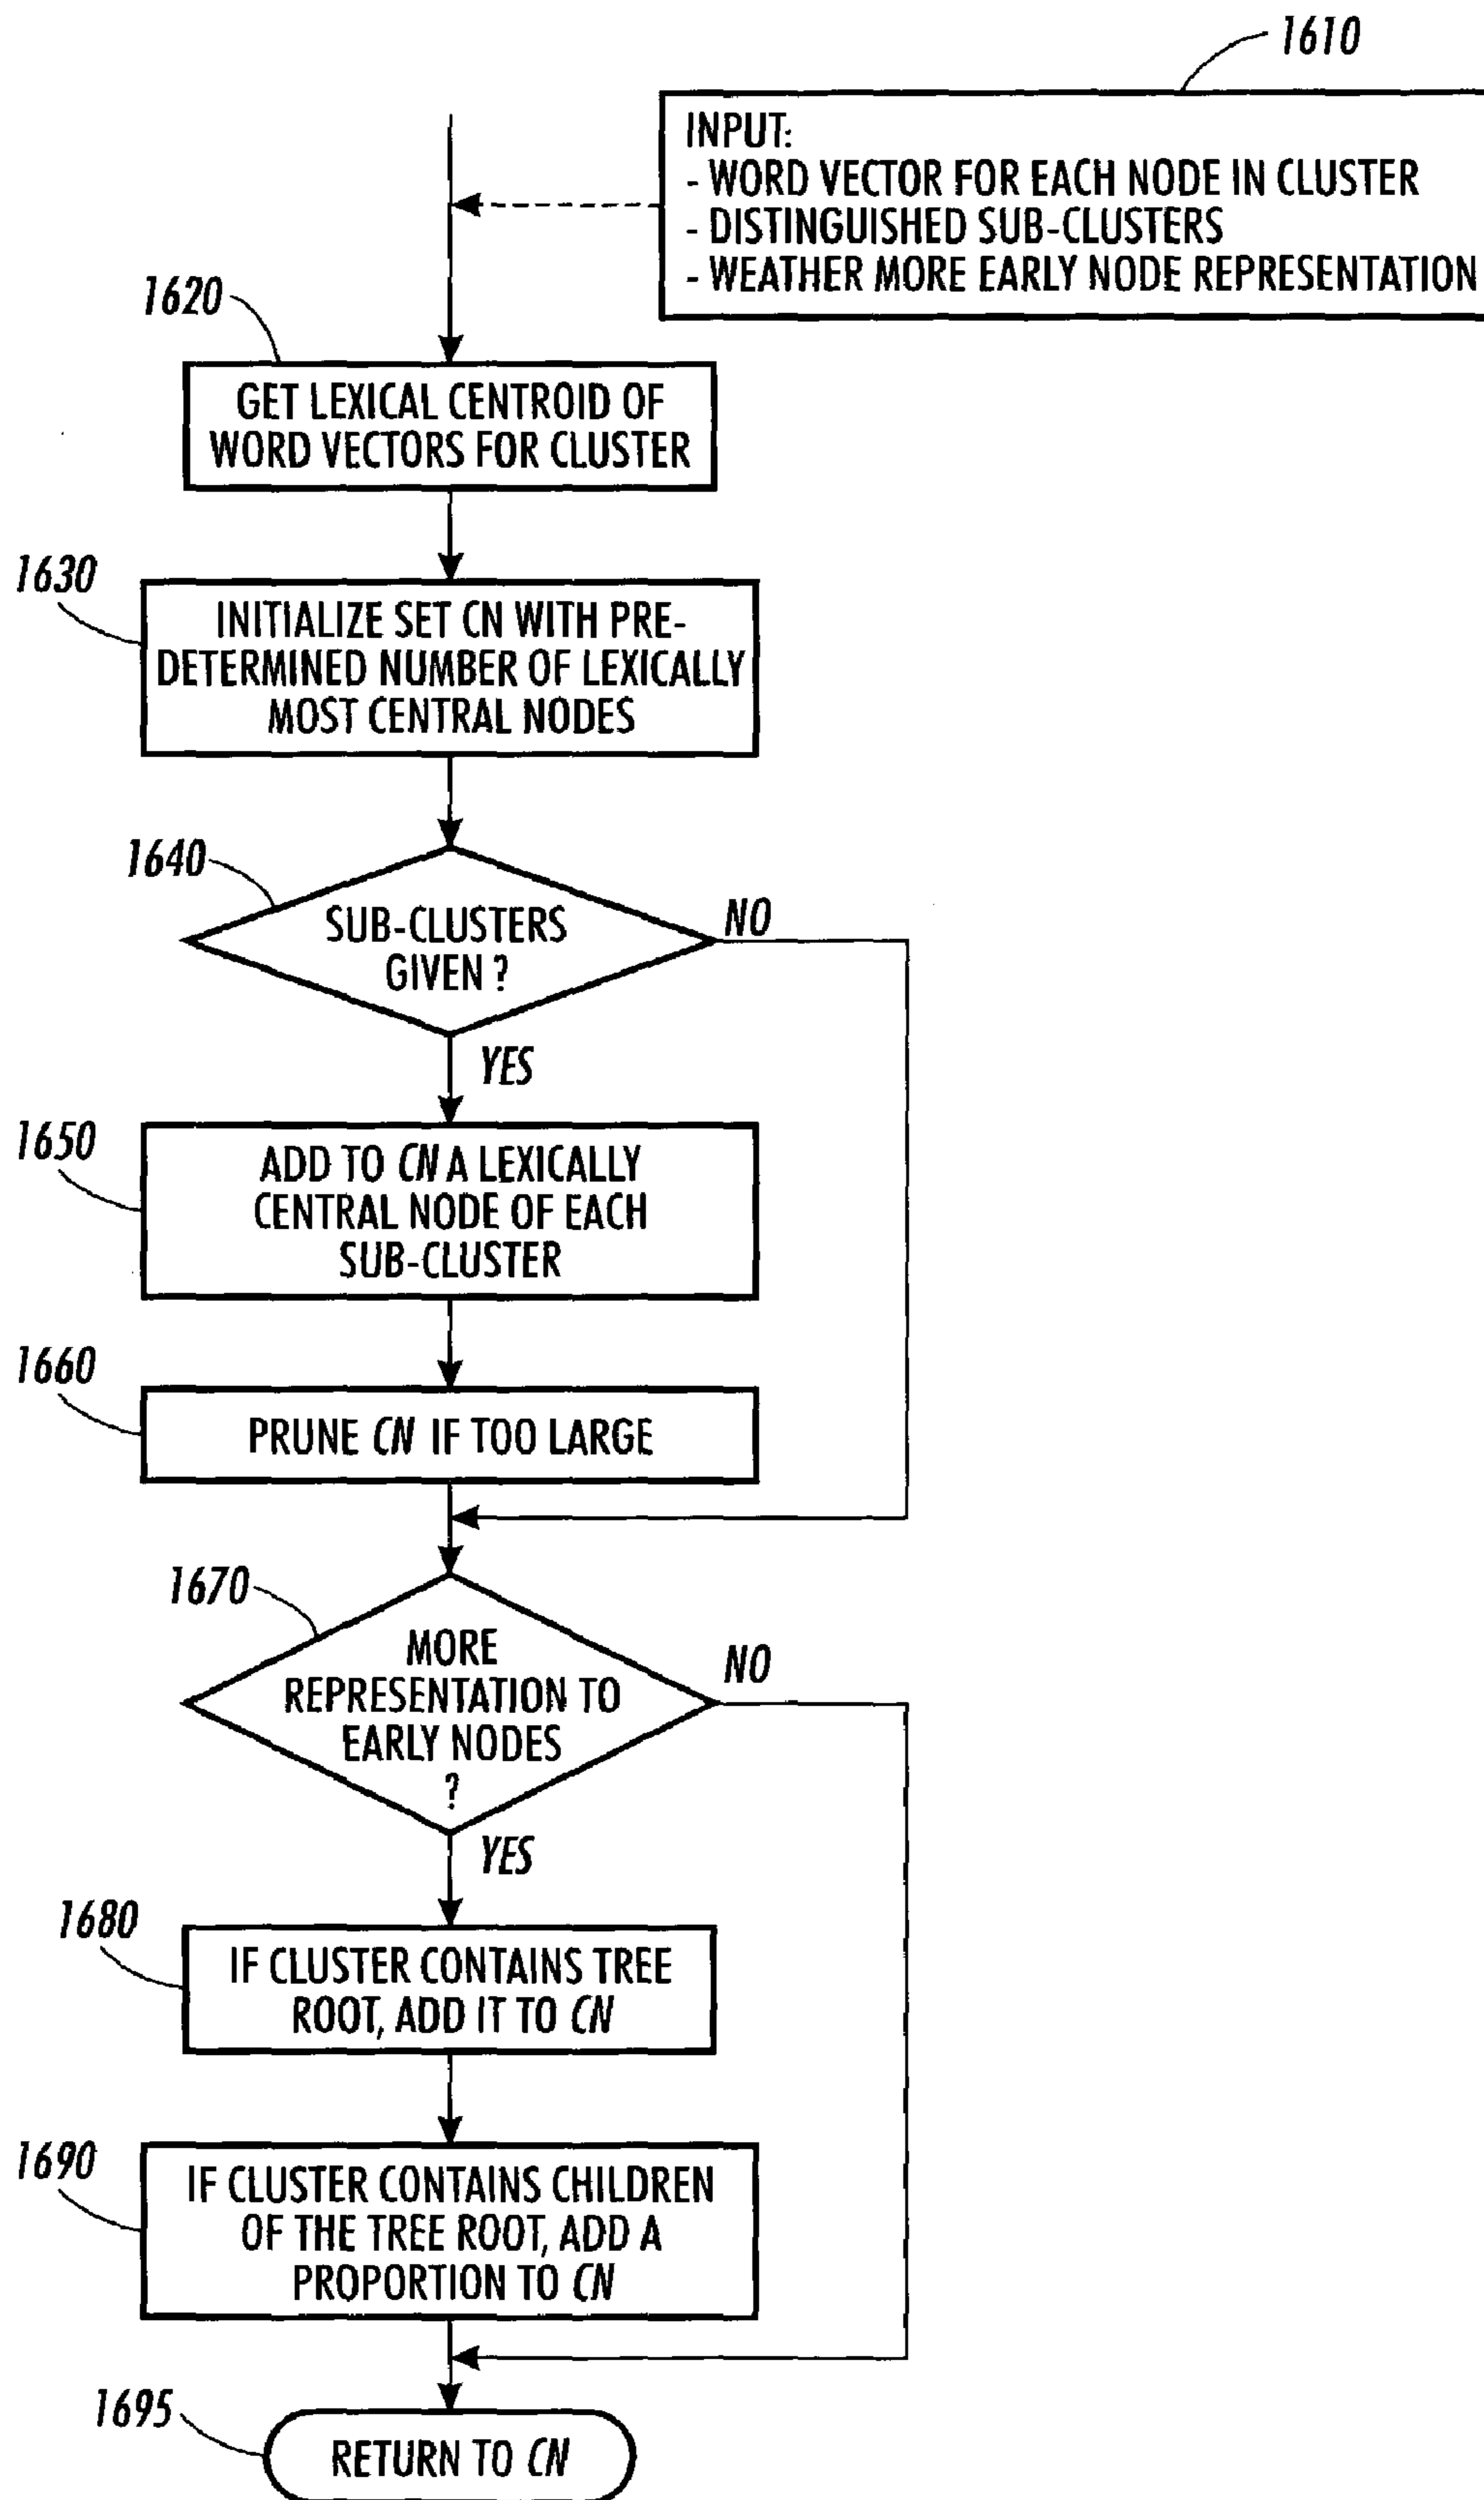 1610
INPUT:
- WORD VECTOR FOR EACH NODE IN CLUSTER
- DISTINGUISHED SUB-CLUSTERS
- WEATHER MORE EARLY NODE REPRESENTATION
1620
GET LEXICAL CENTROID OF
WORD VECTORS FOR CLUSTER
1630
INITIALIZE SET CN WITH PRE-
DETERMINED NUMBER OF LEXICALLY
MOST CENTRAL NODES
1640
SUB-CLUSTERS
GIVEN ?
NO
YES
1650
ADD TO CN A LEXICALLY
CENTRAL NODE OF EACH
SUB-CLUSTER
1660
PRUNE CN IF TOO LARGE
1670
MORE
REPRESENTATION TO
EARLY NODES
?
NO
YES
1680
IF CLUSTER CONTAINS TREE
ROOT, ADD IT TO CN
1690
IF CLUSTER CONTAINS CHILDREN
OF THE TREE ROOT, ADD A
PROPORTION TO CN
1695
RETURN TO CN